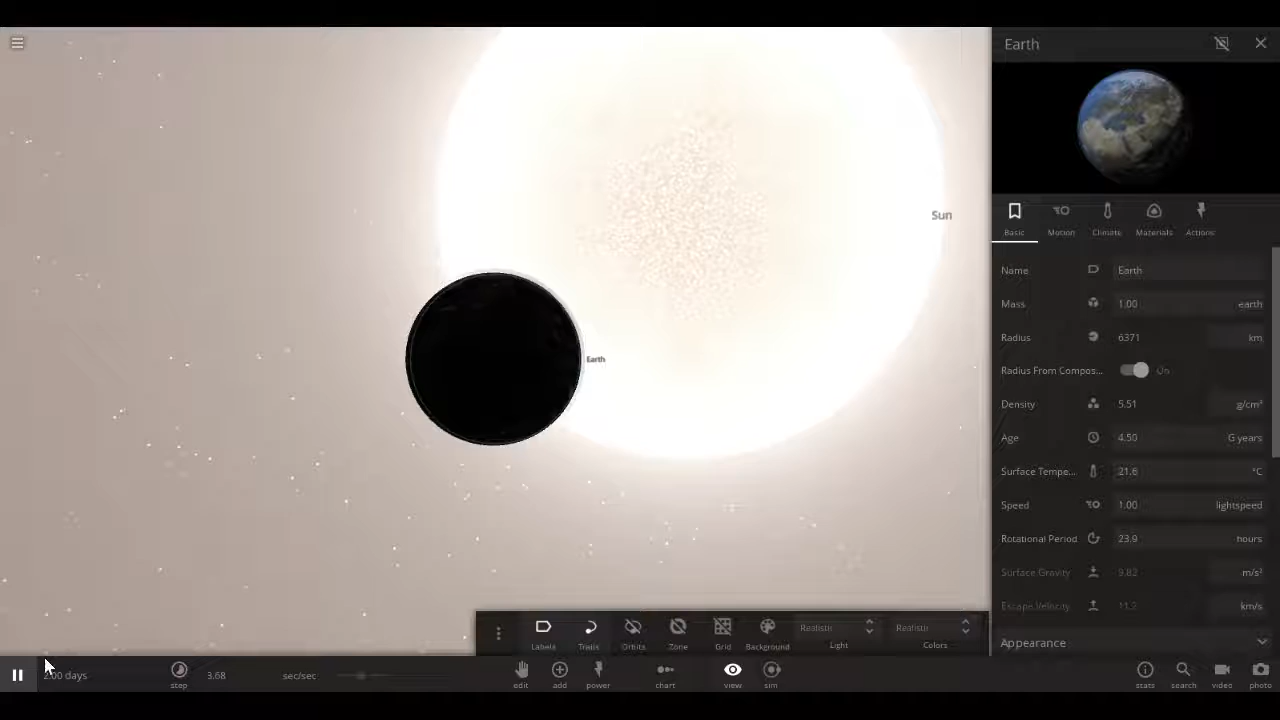 Earth
Sun
Earth
Basic
Motion
Climate
Materials
Actions
Name Earth
Mass 1.00 earth
Radius 6371 km
Radius From Compos... On
Density 5.51 g/cm³
Age 4.50 G years
Surface Tempe... 21.6 °C
Speed 1.00 lightspeed
Rotational Period 23.9 hours
Surface Gravity 9.82 m/s²
Escape Velocity 11.2 km/s
Appearance
Labels
Trails
Orbits
Zone
Grid
Background
Light
Realistic
Colors
2.00 days
step
3.68 sec/sec
edit
add
power
chart
view
sim
stats
search
video
photo